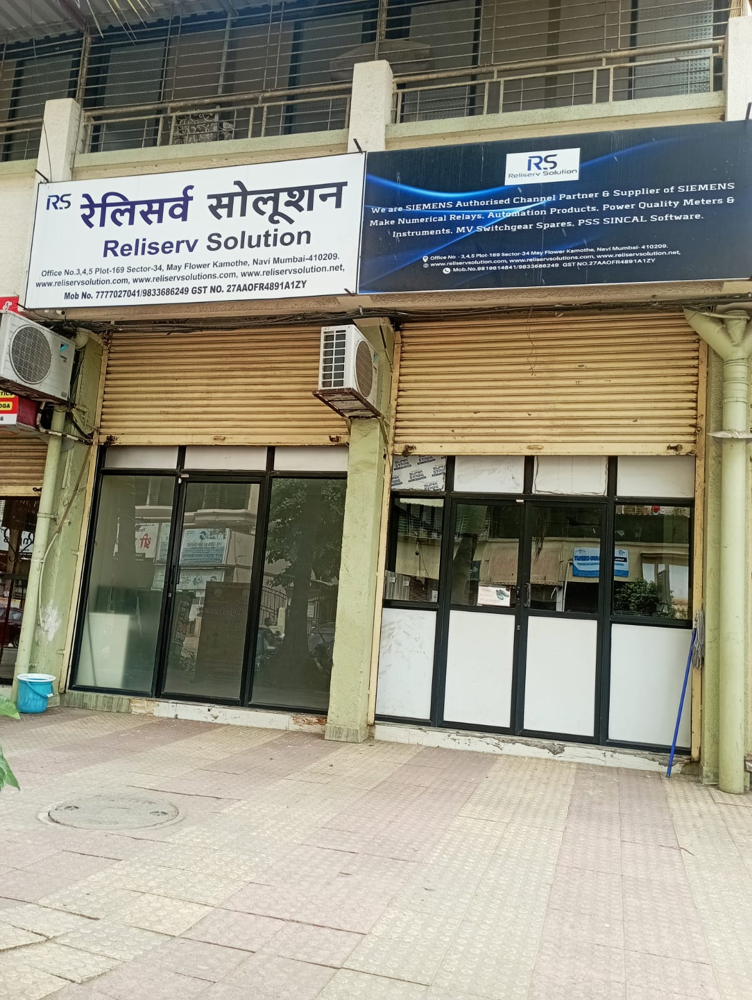 RS रेलिसर्व सोलूशन
Reliserv Solution
Office No.3,4,5 Plot-169 Sector-34, May Flower Kamothe, Navi Mumbai-410209.
www.reliservsolution.com, www.reliservsolutions.com, www.reliservsolution.net,
Mob No. 7777027041/9833686249 GST NO. 27AAOFR4891A1ZY
RS
Reliserv Solution
We are SIEMENS Authorised Channel Partner & Supplier of SIEMENS
Make Numerical Relays, Automation Products, Power Quality Meters &
Instruments, MV Switchgear Spares, PSS SINCAL Software.
Office No - 3,4,5 Plot-169 Sector-34 May Flower Kamothe, Navi Mumbai- 410209.
www.reliservsolution.com, www.reliservsolutions.com, www.reliservsolution.net,
Mob.No.9819614841/9833686249 GST NO.27AAOFR4891A1ZY
OGA
SUPER
STRONG